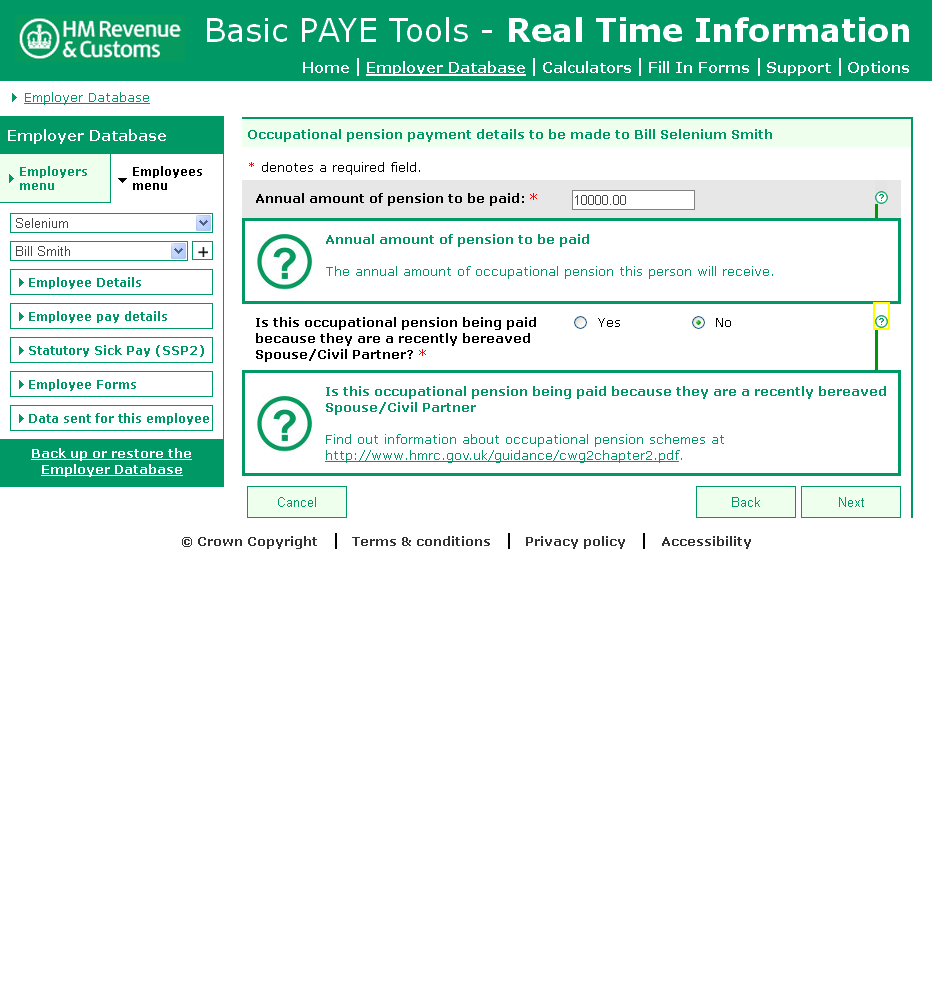 HM Revenue
& Customs
Basic PAYE Tools - Real Time Information
Home | Employer Database | Calculators | Fill In Forms | Support | Options
Employer Database
Employer Database
Employers
menu
Employees
menu
Selenium
Bill Smith
+
Employee Details
Employee pay details
Statutory Sick Pay (SSP2)
Employee Forms
Data sent for this employee
Back up or restore the
Employer Database
Occupational pension payment details to be made to Bill Selenium Smith
* denotes a required field.
Annual amount of pension to be paid: * 10000.00 ?
? Annual amount of pension to be paid
The annual amount of occupational pension this person will receive.
Is this occupational pension being paid Yes No ?
because they are a recently bereaved
Spouse/Civil Partner? *
? Is this occupational pension being paid because they are a recently bereaved
Spouse/Civil Partner
Find out information about occupational pension schemes at
http://www.hmrc.gov.uk/guidance/cwg2chapter2.pdf.
Cancel Back Next
© Crown Copyright | Terms & conditions | Privacy policy | Accessibility